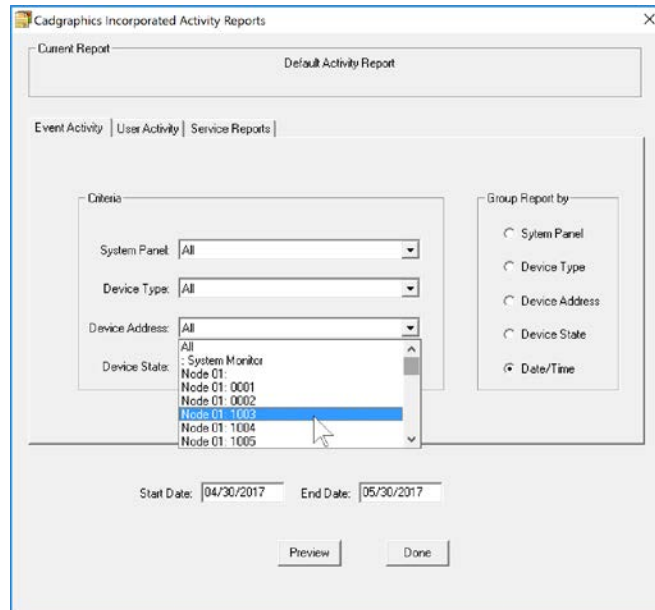 Cadgraphics Incorporated Activity Reports
Current Report
Default Activity Report
Event Activity
User Activity
Service Reports
Criteria
System Panel: All
Device Type: All
Device Address: All
All
: System Monitor
Node 01:
Node 01: 0001
Node 01: 0002
Node 01: 1003
Node 01: 1004
Node 01: 1005
Device State:
Group Report by
Sytem Panel
Device Type
Device Address
Device State
Date/Time
Start Date: 04/30/2017 End Date: 05/30/2017
Preview Done